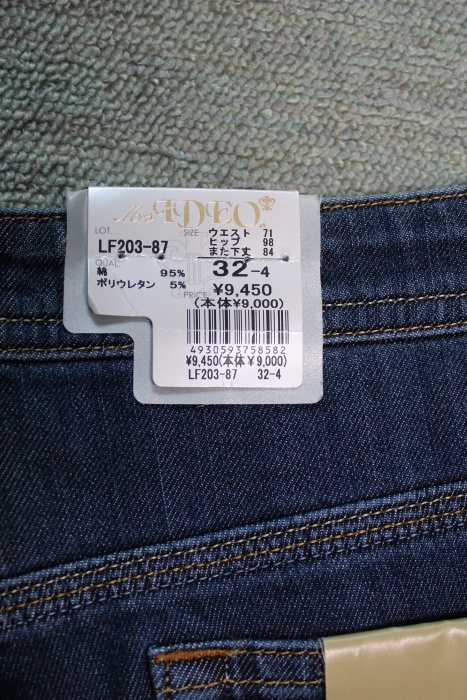 Miss EDEO
LOT.
LF203-87
SIZE ウエスト 71
ヒップ 98
また下丈 84
QUAL.
綿 95%
ポリウレタン 5%
32-4
PRICE ¥9,450
(本体¥9,000)
4930593758582
¥9,450(本体¥9,000)
LF203-87 32-4